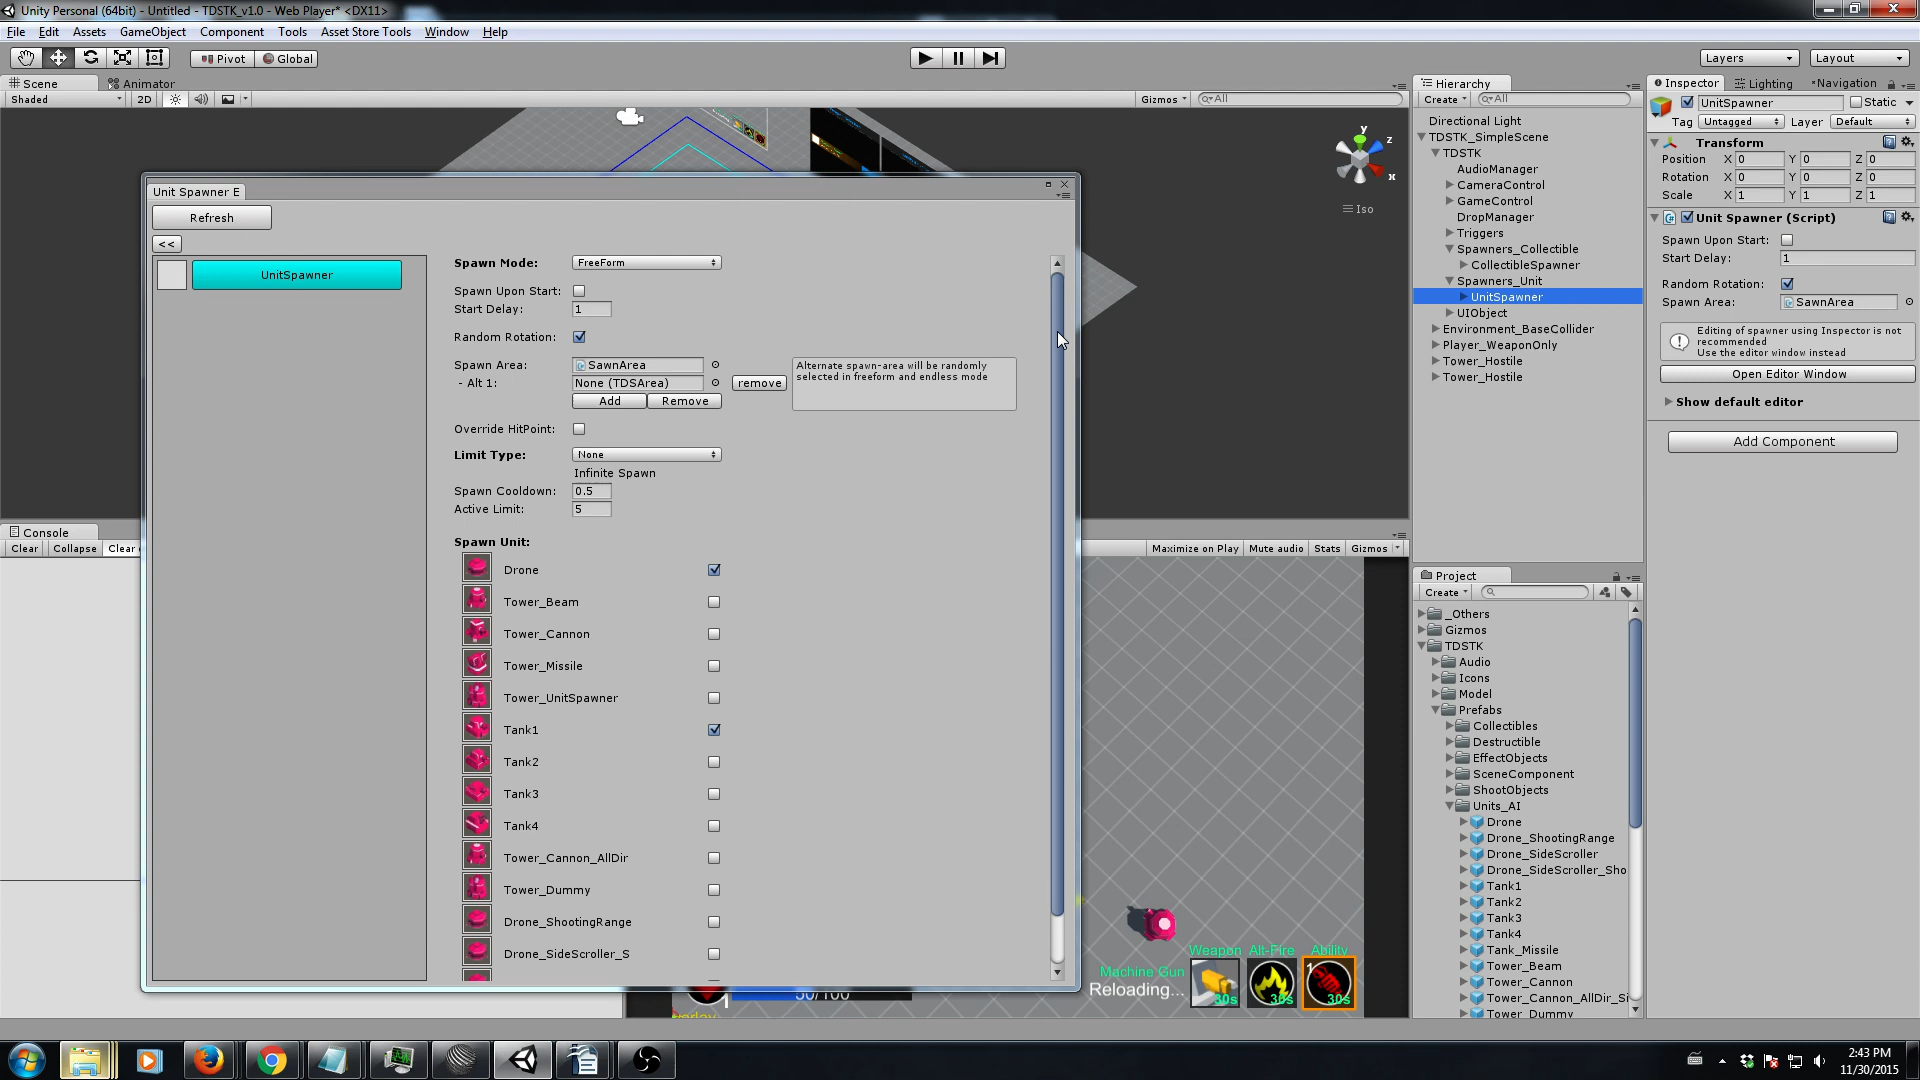 Unity Personal (64bit) - Untitled - TDSTK_v1.0 - Web Player* <DX11>
File Edit Assets GameObject Component Tools Asset Store Tools Window Help
Pivot Global Layers Layout
Scene Animator
Shaded 2D Gizmos All
Unit Spawner E
Refresh
<<
UnitSpawner
Spawn Mode: FreeForm
Spawn Upon Start:
Start Delay: 1
Random Rotation:
Spawn Area: SawnArea
- Alt 1: None (TDSArea) remove
Add Remove
Alternate spawn-area will be randomly
selected in freeform and endless mode
Override HitPoint:
Limit Type: None
Infinite Spawn
Spawn Cooldown: 0.5
Active Limit: 5
Spawn Unit:
Drone
Tower_Beam
Tower_Cannon
Tower_Missile
Tower_UnitSpawner
Tank1
Tank2
Tank3
Tank4
Tower_Cannon_AllDir
Tower_Dummy
Drone_ShootingRange
Drone_SideScroller_S
y
z
x
Iso
Console
Clear Collapse Clear
Maximize on Play Mute audio Stats Gizmos
Weapon Alt-Fire Ability
Machine Gun
Reloading...
30s 30s 1 30s
50/100
Hierarchy
Create All
Directional Light
TDSTK_SimpleScene
TDSTK
AudioManager
CameraControl
GameControl
DropManager
Triggers
Spawners_Collectible
CollectibleSpawner
Spawners_Unit
UnitSpawner
UIObject
Environment_BaseCollider
Player_WeaponOnly
Tower_Hostile
Tower_Hostile
Project
Create
_Others
Gizmos
TDSTK
Audio
Icons
Model
Prefabs
Collectibles
Destructible
EffectObjects
SceneComponent
ShootObjects
Units_AI
Drone
Drone_ShootingRange
Drone_SideScroller
Drone_SideScroller_Sho
Tank1
Tank2
Tank3
Tank4
Tank_Missile
Tower_Beam
Tower_Cannon
Tower_Cannon_AllDir_Si
Tower_Dummy
Inspector Lighting Navigation
UnitSpawner Static
Tag Untagged Layer Default
Transform
Position X 0 Y 0 Z 0
Rotation X 0 Y 0 Z 0
Scale X 1 Y 1 Z 1
Unit Spawner (Script)
Spawn Upon Start:
Start Delay: 1
Random Rotation:
Spawn Area: SawnArea
Editing of spawner using Inspector is not
recommended
Use the editor window instead
Open Editor Window
Show default editor
Add Component
2:43 PM
11/30/2015